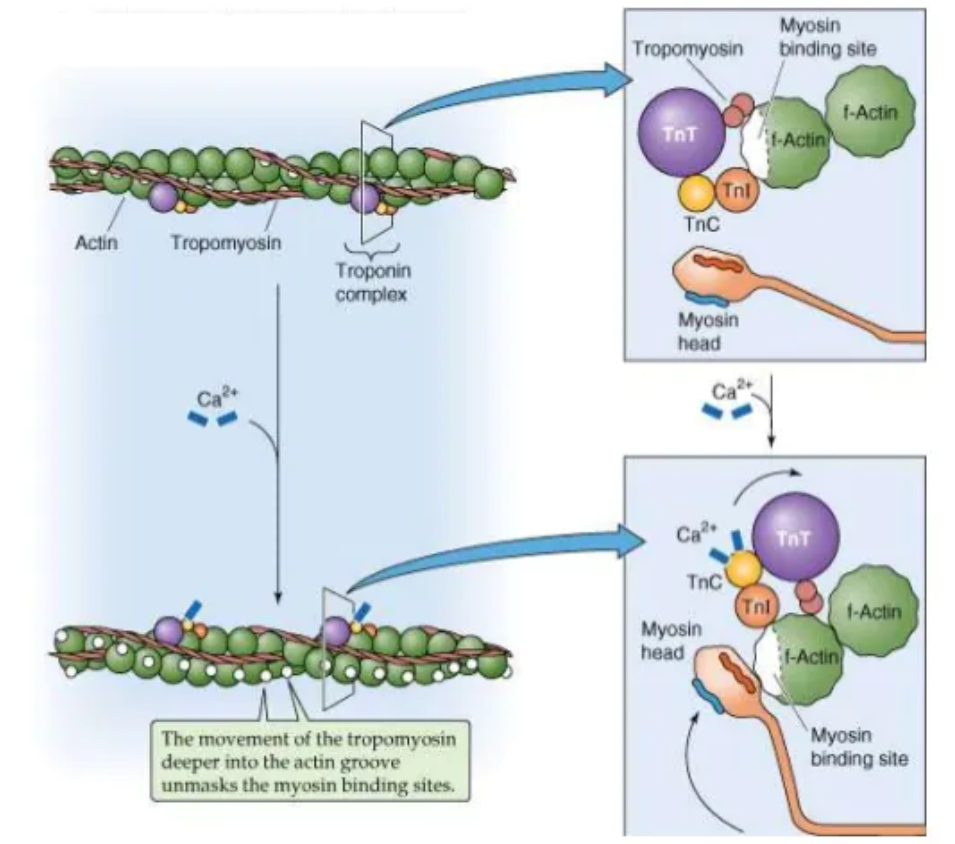 Actin
Tropomyosin
Troponin
complex
Ca²⁺
The movement of the tropomyosin
deeper into the actin groove
unmasks the myosin binding sites.
Tropomyosin
Myosin
binding site
TnT
f-Actin
f-Actin
TnI
TnC
Myosin
head
Ca²⁺
Ca²⁺
TnT
TnC
TnI
f-Actin
Myosin
head
f-Actin
Myosin
binding site